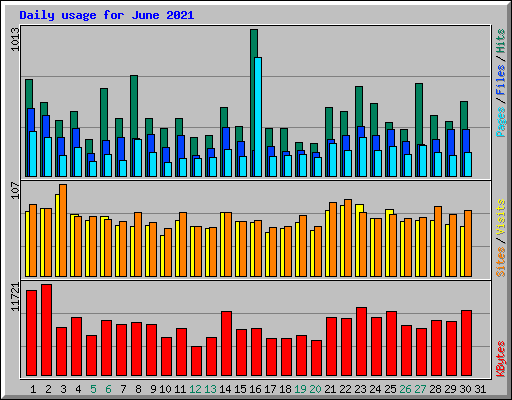 Daily usage for June 2021
1013
Pages / Files / Hits
107
Sites / Visits
11721
KBytes
1 2 3 4 5 6 7 8 9 10 11 12 13 14 15 16 17 18 19 20 21 22 23 24 25 26 27 28 29 30 31